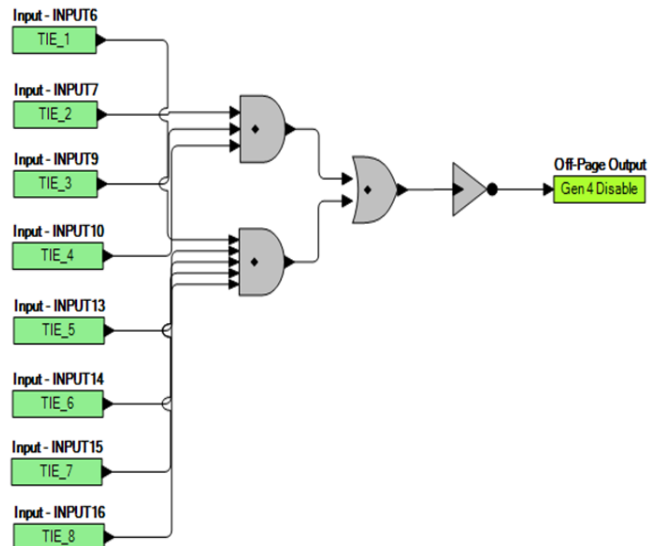 Input - INPUT6
TIE_1
Input - INPUT7
TIE_2
Input - INPUT9
TIE_3
Input - INPUT10
TIE_4
Input - INPUT13
TIE_5
Input - INPUT14
TIE_6
Input - INPUT15
TIE_7
Input - INPUT16
TIE_8
Off-Page Output
Gen 4 Disable